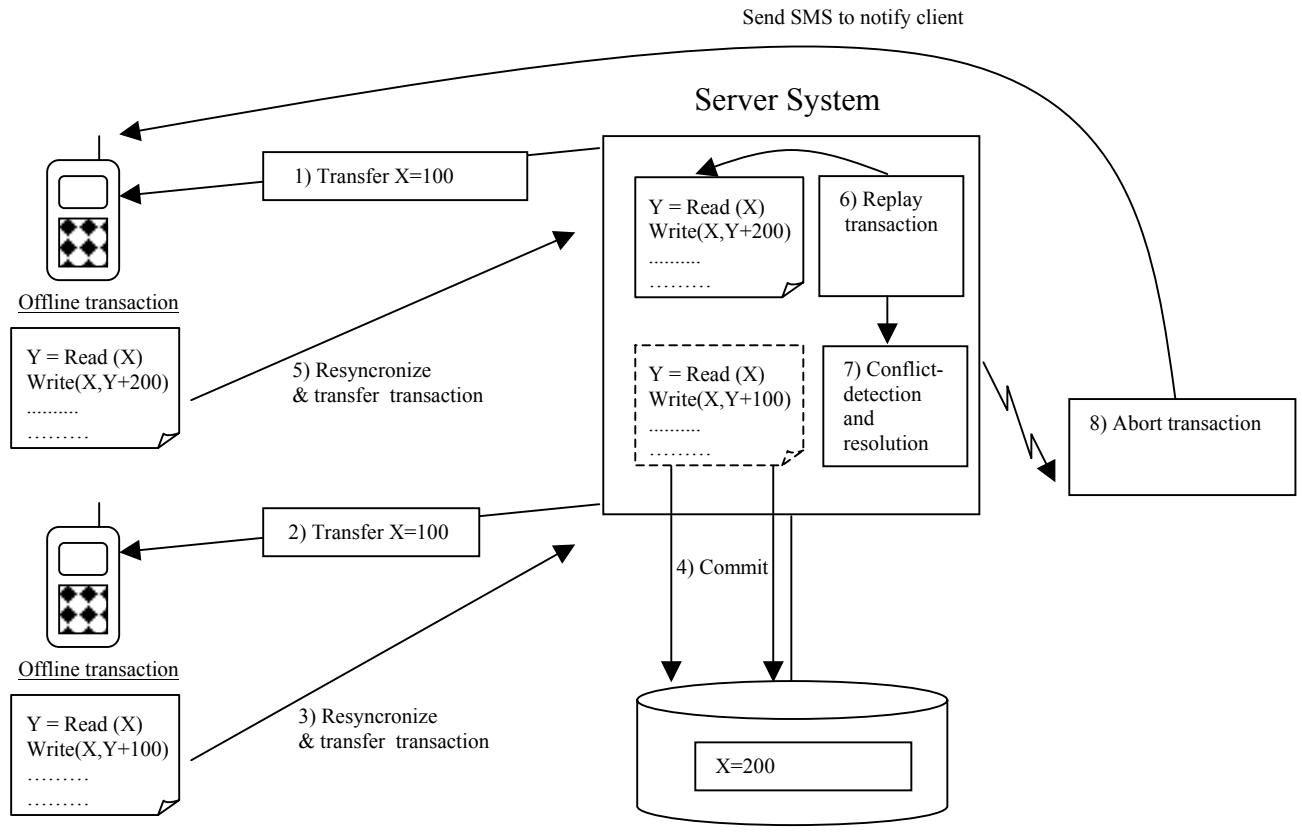 Send SMS to notify client
Server System
1) Transfer X=100
Y = Read (X)
Write(X,Y+200)
..........
.........
6) Replay
transaction
Offline transaction
Y = Read (X)
Write(X,Y+200)
..........
.........
5) Resyncronize
& transfer transaction
Y = Read (X)
Write(X,Y+100)
..........
.........
7) Conflict-
detection
and
resolution
8) Abort transaction
2) Transfer X=100
4) Commit
Offline transaction
Y = Read (X)
Write(X,Y+100)
.........
.........
3) Resyncronize
& transfer transaction
X=200